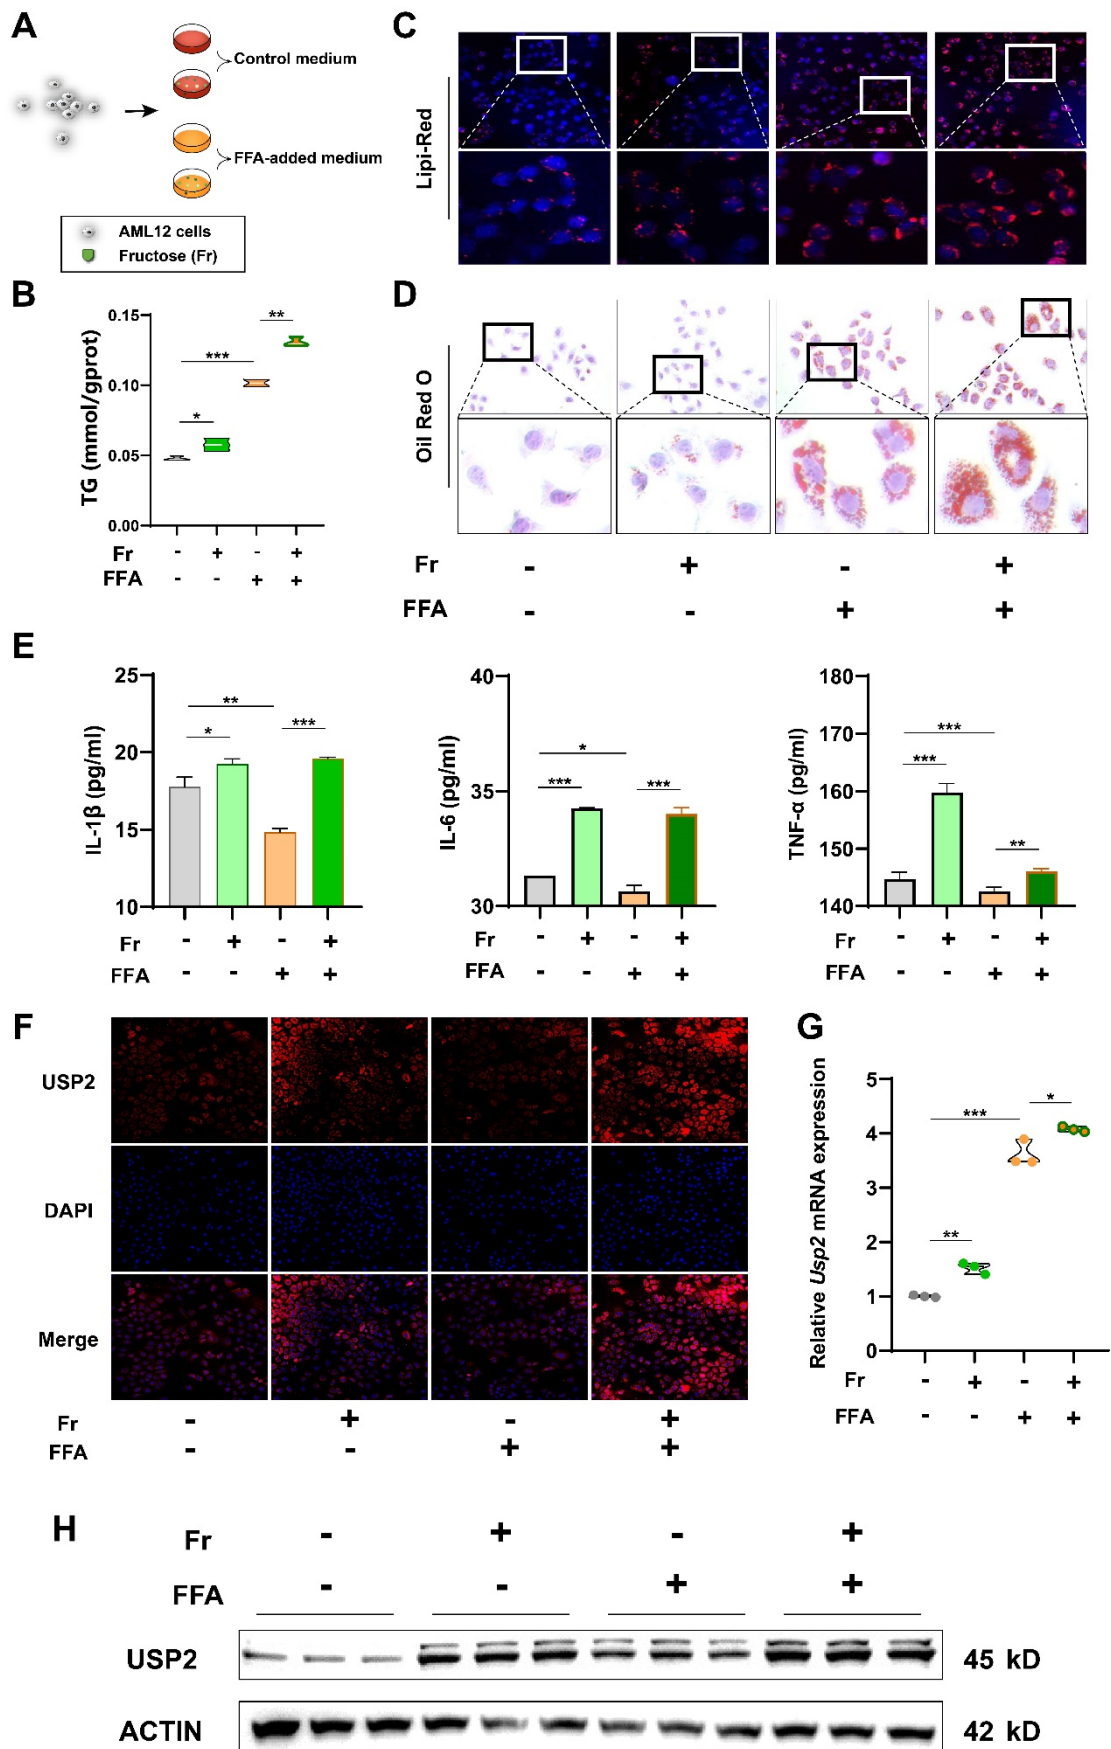 A
Control medium
FFA-added medium
AML12 cells
Fructose (Fr)
B
TG (mmol/gprot)
0.15
0.10
0.05
0.00
*
***
**
Fr - + - +
FFA - - + +
C
Lipi-Red
D
Oil Red O
Fr - + - +
FFA - - + +
E
IL-1β (pg/ml)
25
20
15
10
**
*
***
Fr - + - +
FFA - - + +
IL-6 (pg/ml)
40
35
30
*
***
***
- + - +
- - + +
TNF-α (pg/ml)
180
170
160
150
145
140
***
***
**
- + - +
- - + +
F
USP2
DAPI
Merge
Fr - + - +
FFA - - + +
G
Relative Usp2 mRNA expression
5
4
3
2
1
0
***
*
**
Fr - + - +
FFA - - + +
H
Fr - + - +
FFA - - + +
USP2 45 kD
ACTIN 42 kD